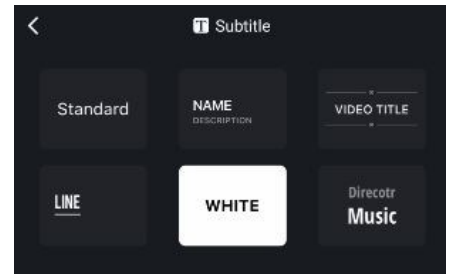 T Subtitle
Standard
NAME
DESCRIPTION
VIDEO TITLE
LINE
WHITE
Direcotr
Music